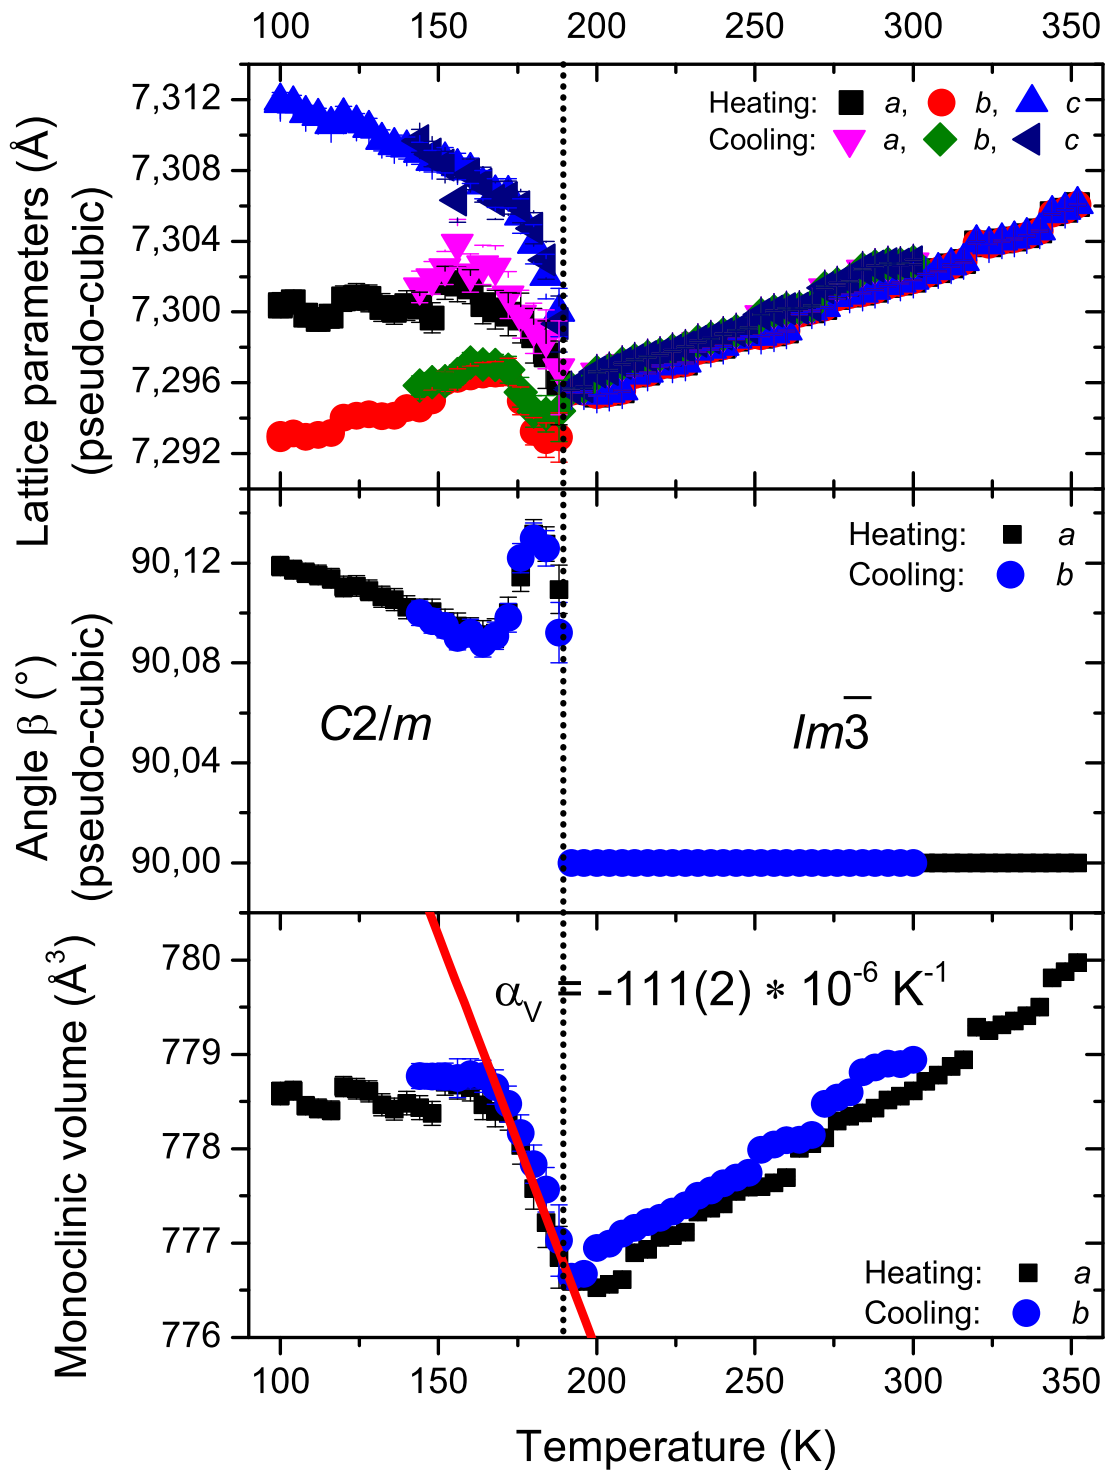 100 150 200 250 300 350
7,312
7,308
7,304
7,300
7,296
7,292
Lattice parameters (Å)
(pseudo-cubic)
Heating: a, b, c
Cooling: a, b, c
90,12
90,08
90,04
90,00
Angle β (°)
(pseudo-cubic)
Heating: a
Cooling: b
C2/m
Im3̅
780
779
778
777
776
Monoclinic volume (Å³)
α_V = -111(2) ∗ 10⁻⁶ K⁻¹
Heating: a
Cooling: b
100 150 200 250 300 350
Temperature (K)